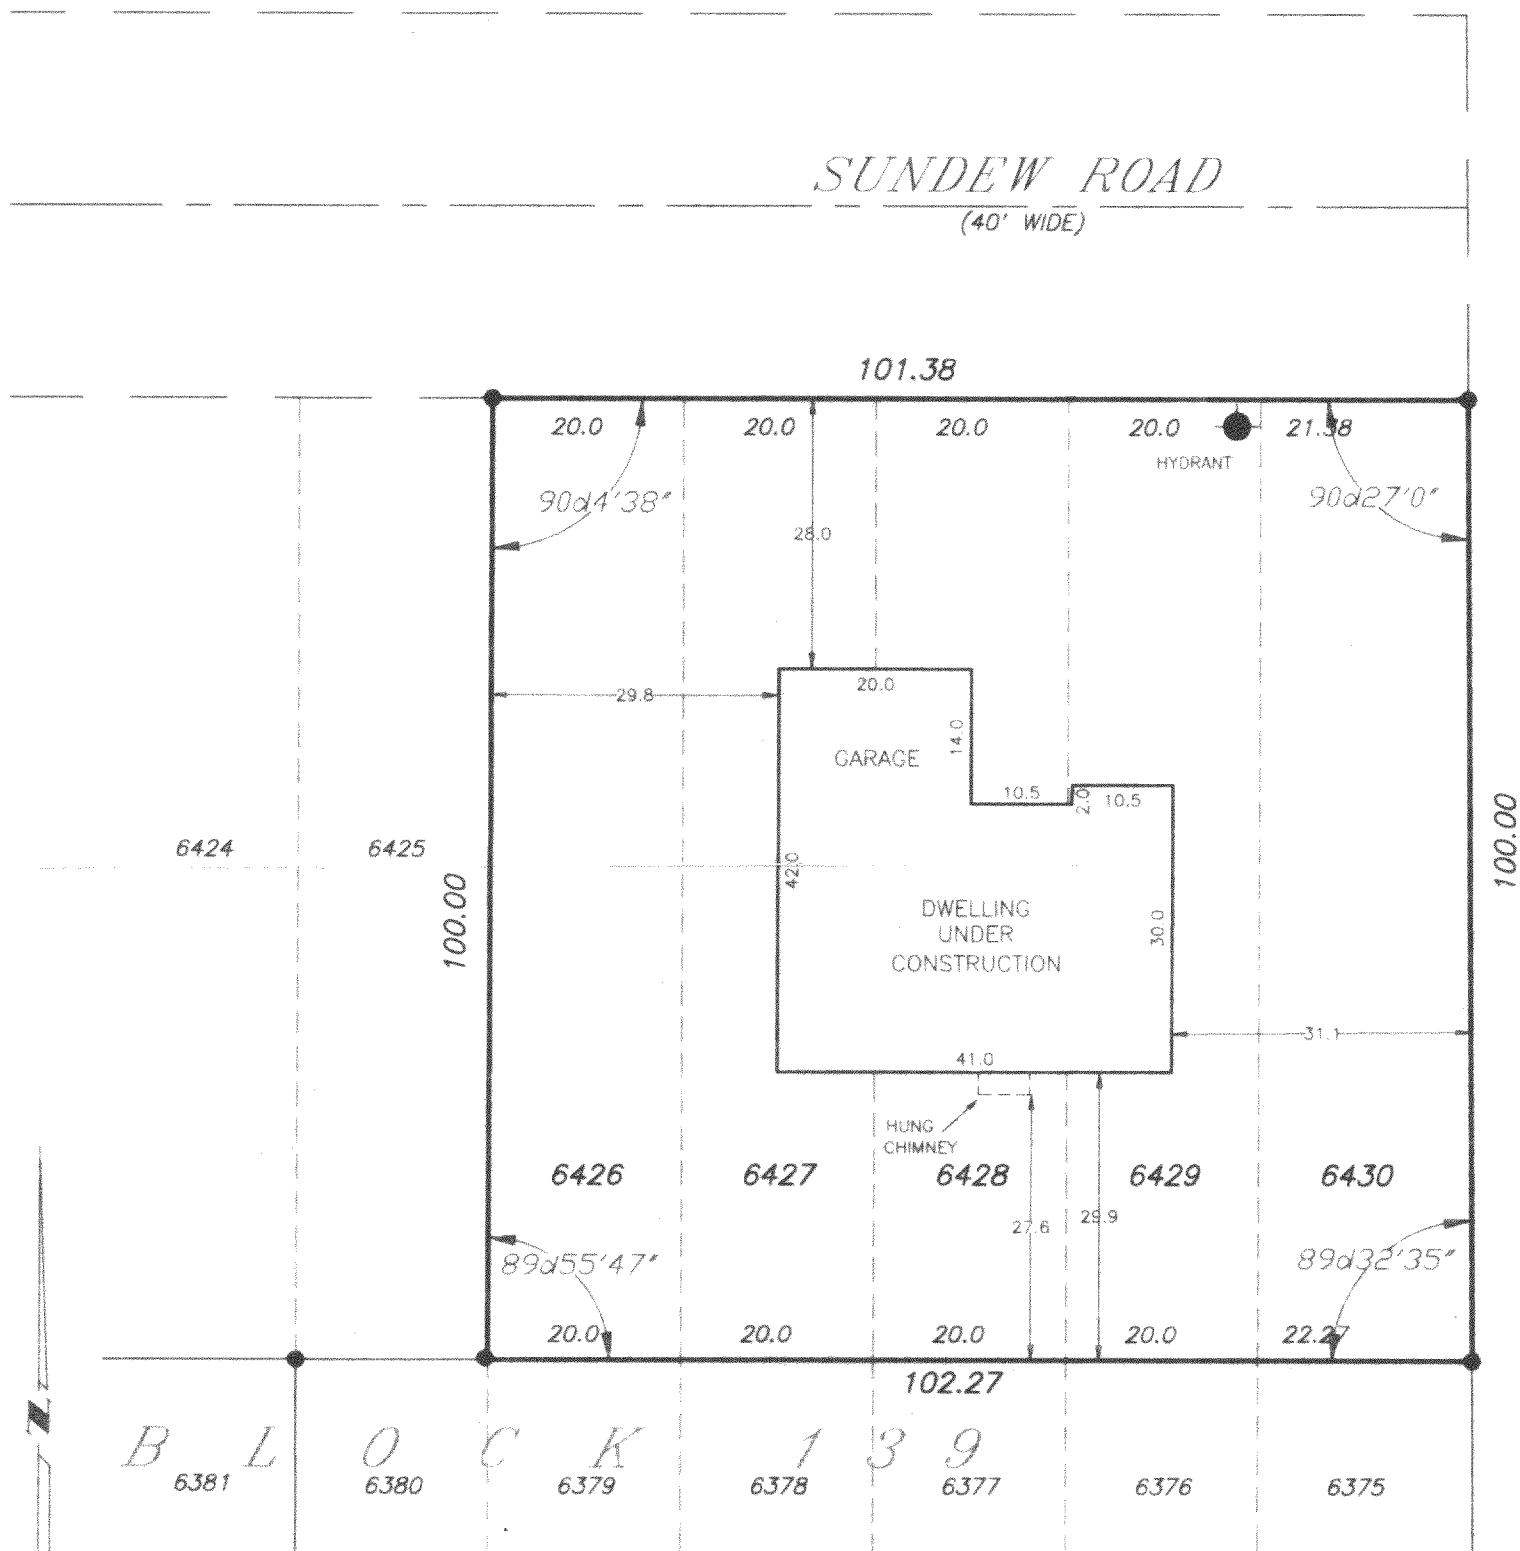 SUNDEW ROAD
(40' WIDE)
101.38
20.0
20.0
20.0
20.0
21.38
HYDRANT
90d4'38"
90d27'0"
28.0
29.8
20.0
14.0
GARAGE
10.5
2.0
10.5
6424
6425
100.00
42.0
100.00
DWELLING
UNDER
CONSTRUCTION
30.0
31.1
41.0
HUNG
CHIMNEY
6426
6427
6428
6429
6430
27.6
29.9
89d55'47"
89d32'35"
20.0
20.0
20.0
20.0
22.27
102.27
N
BLOCK 139
6381
6380
6379
6378
6377
6376
6375